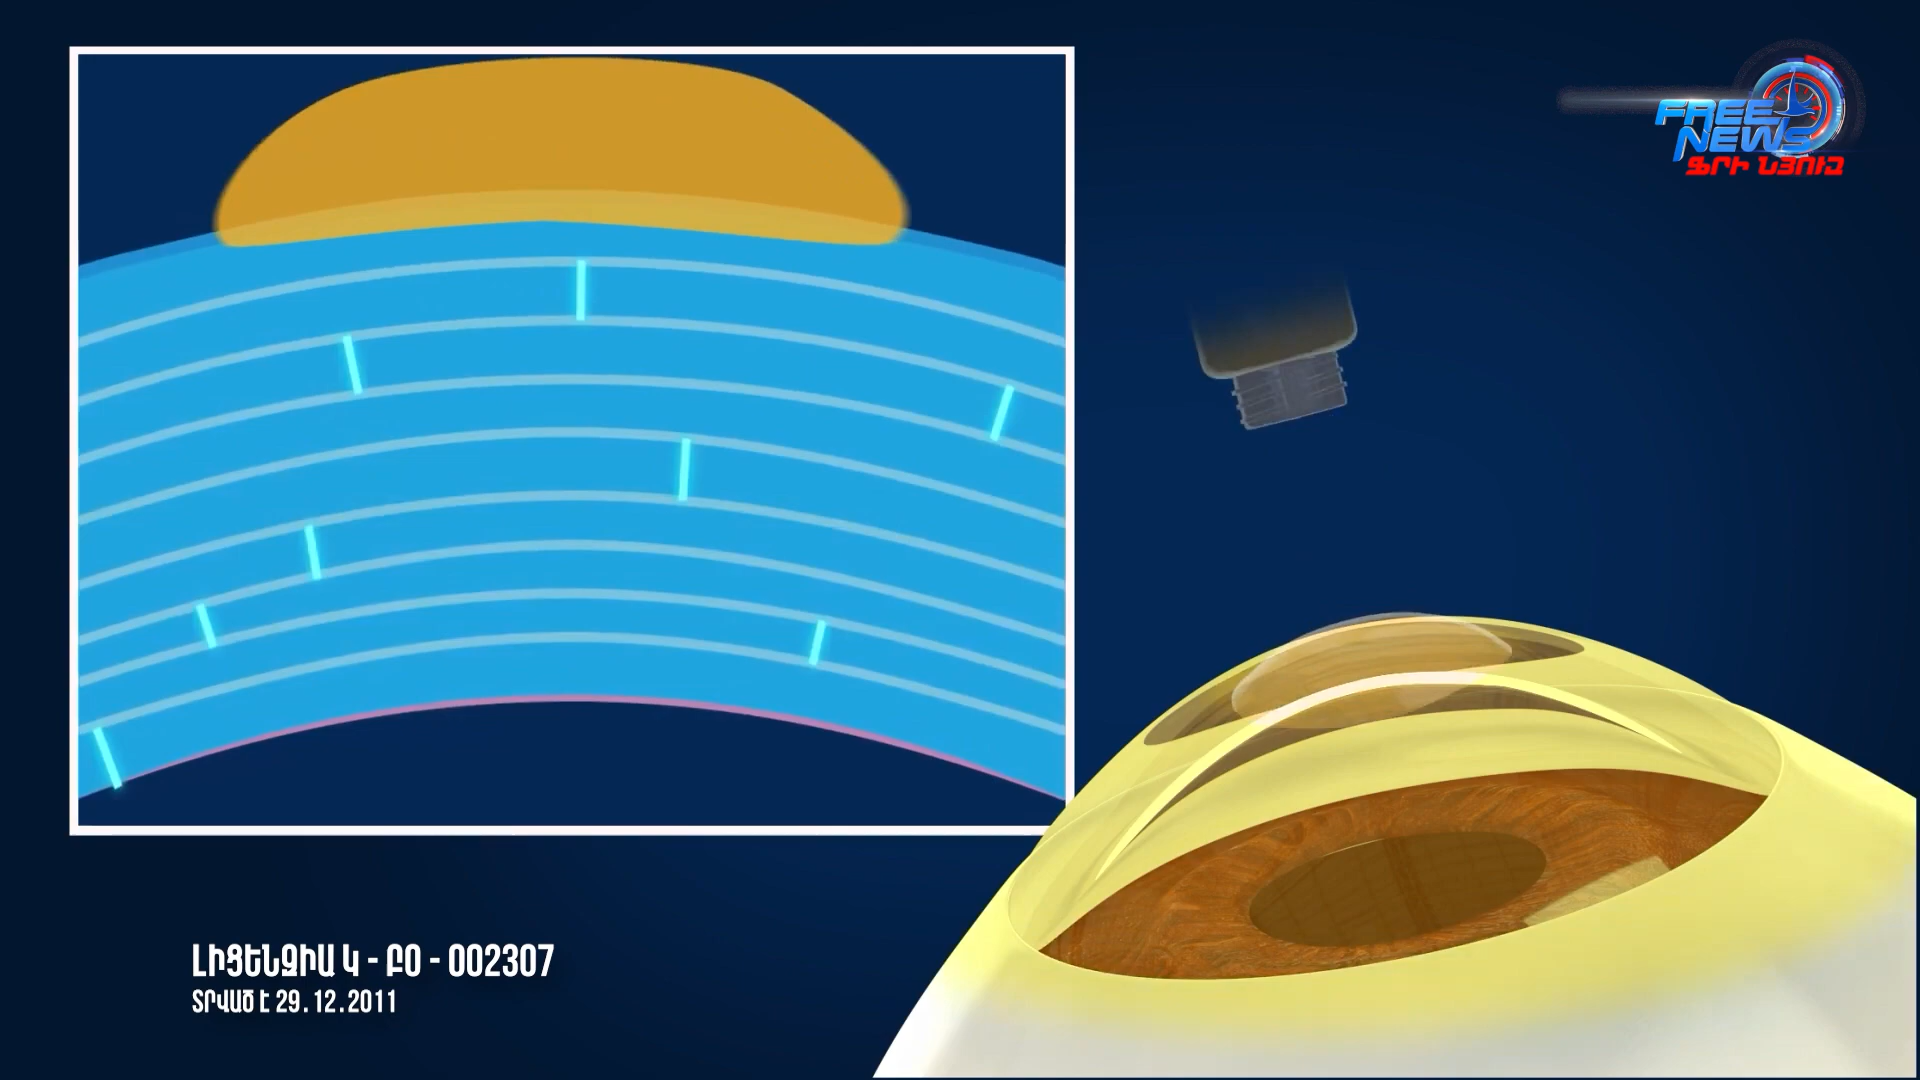 FREE
NEWS
ՖՐԻ ՆՅՈՒԶ
ԼԻՑԵՆԶԻԱ Կ - ԲՕ - 002307
ՏՐՎԱԾ Է 29.12.2011